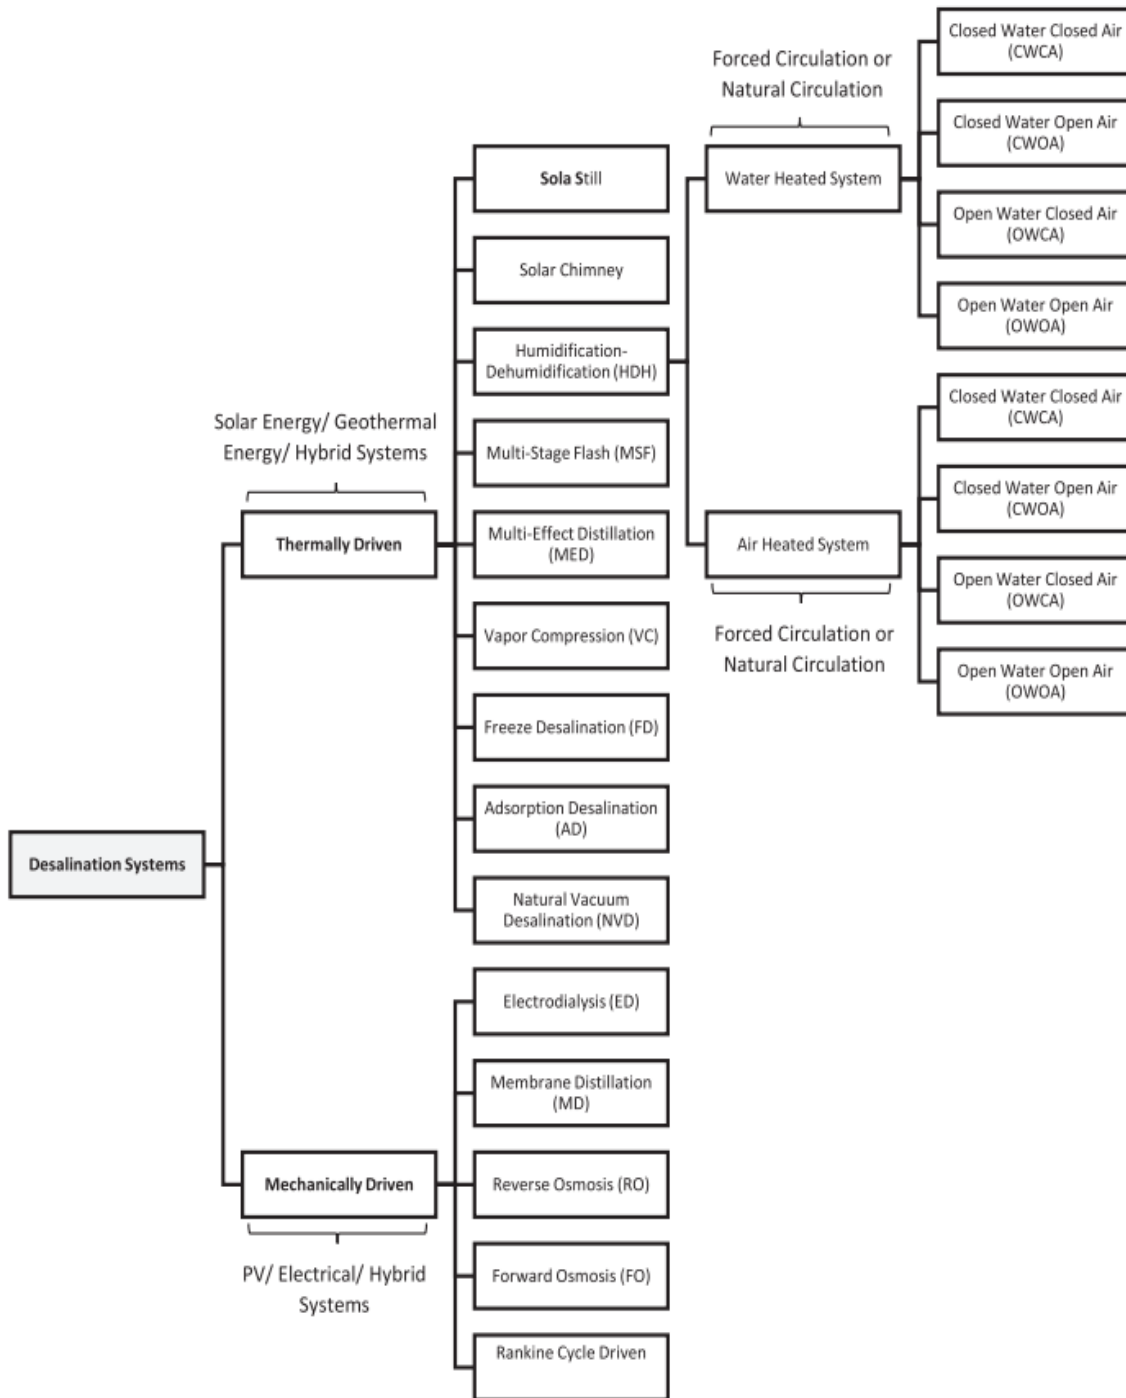 Closed Water Closed Air
(CWCA)
Forced Circulation or
Natural Circulation
Closed Water Open Air
(CWOA)
Sola Still
Water Heated System
Open Water Closed Air
(OWCA)
Solar Chimney
Open Water Open Air
(OWOA)
Humidification-
Dehumidification (HDH)
Closed Water Closed Air
(CWCA)
Solar Energy/ Geothermal
Energy/ Hybrid Systems
Multi-Stage Flash (MSF)
Closed Water Open Air
(CWOA)
Thermally Driven
Multi-Effect Distillation
(MED)
Air Heated System
Open Water Closed Air
(OWCA)
Vapor Compression (VC)
Forced Circulation or
Natural Circulation
Open Water Open Air
(OWOA)
Freeze Desalination (FD)
Adsorption Desalination
(AD)
Desalination Systems
Natural Vacuum
Desalination (NVD)
Electrodialysis (ED)
Membrane Distillation
(MD)
Mechanically Driven
Reverse Osmosis (RO)
PV/ Electrical/ Hybrid
Systems
Forward Osmosis (FO)
Rankine Cycle Driven